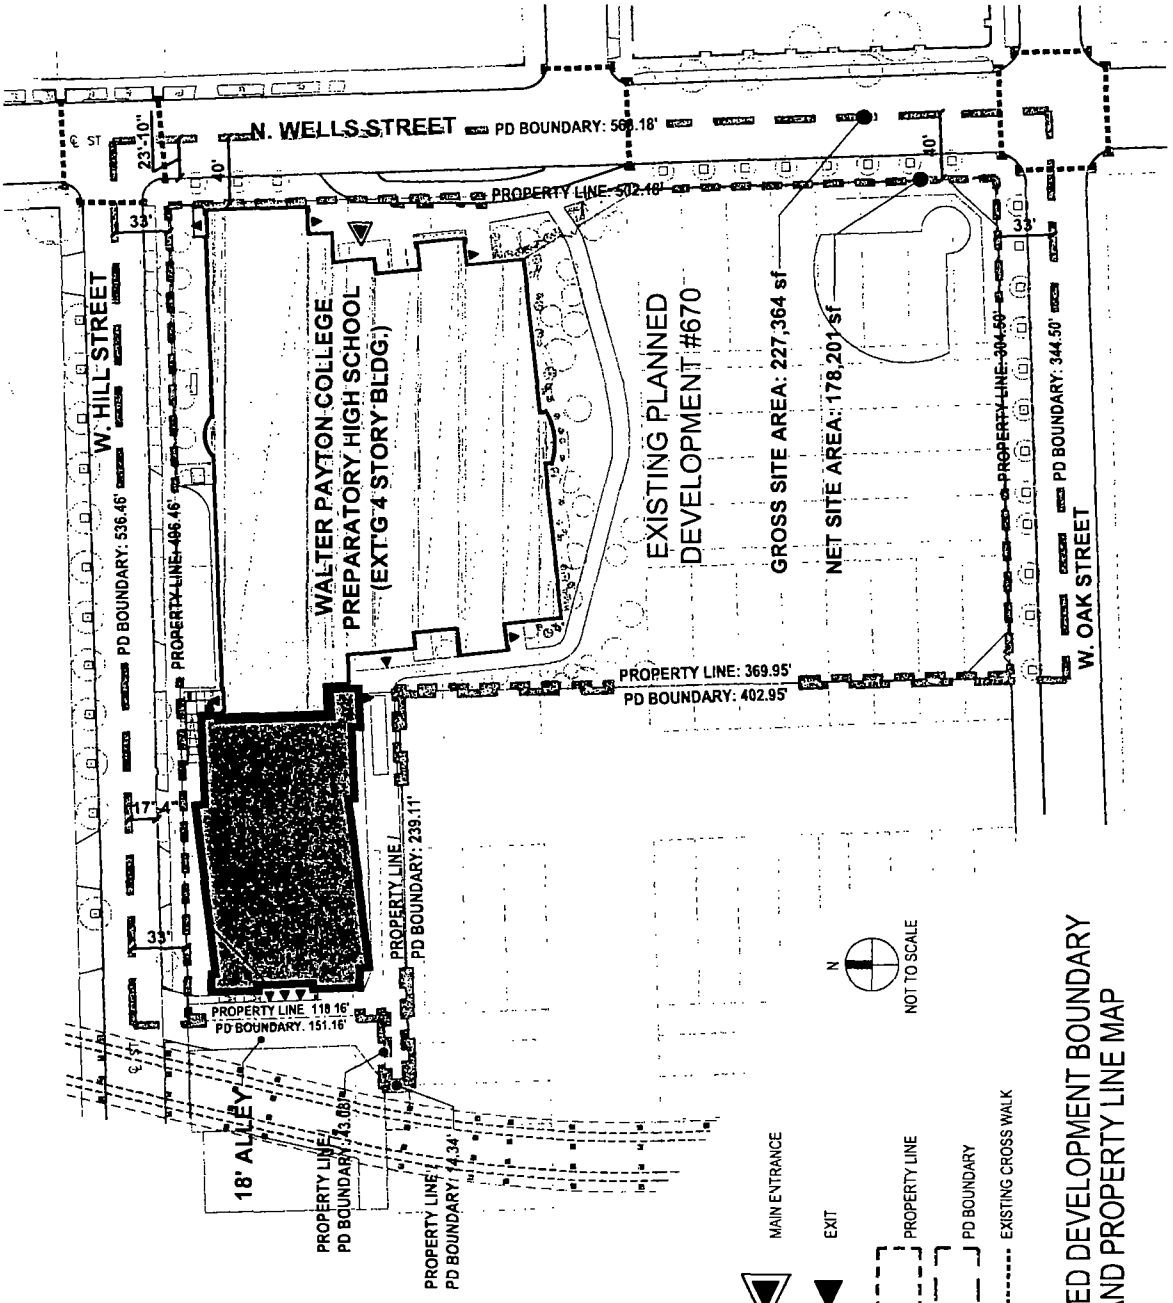 N. WELLS STREET
PD BOUNDARY: 568.18'
℄ ST
23'-10"
40'
40'
PROPERTY LINE: 502.18'
33'
33'
W. HILL STREET
PD BOUNDARY: 536.46'
PROPERTY LINE: 496.46'
WALTER PAYTON COLLEGE
PREPARATORY HIGH SCHOOL
(EXT'G 4 STORY BLDG.)
EXISTING PLANNED
DEVELOPMENT #670
GROSS SITE AREA: 227,364 sf
NET SITE AREA: 178,201 sf
PROPERTY LINE: 304.50'
PD BOUNDARY: 344.50'
W. OAK STREET
PROPERTY LINE: 369.95'
PD BOUNDARY: 402.95'
17'-4"
33'
PROPERTY LINE /
PD BOUNDARY: 239.11'
PROPERTY LINE 118 16'
PD BOUNDARY. 151.16'
℄ ST
18' ALLEY
PROPERTY LINE/
PD BOUNDARY: 43.08'
PROPERTY LINE
PD BOUNDARY: 14.34'
N
NOT TO SCALE
MAIN ENTRANCE
EXIT
PROPERTY LINE
PD BOUNDARY
EXISTING CROSS WALK
ED DEVELOPMENT BOUNDARY
AND PROPERTY LINE MAP